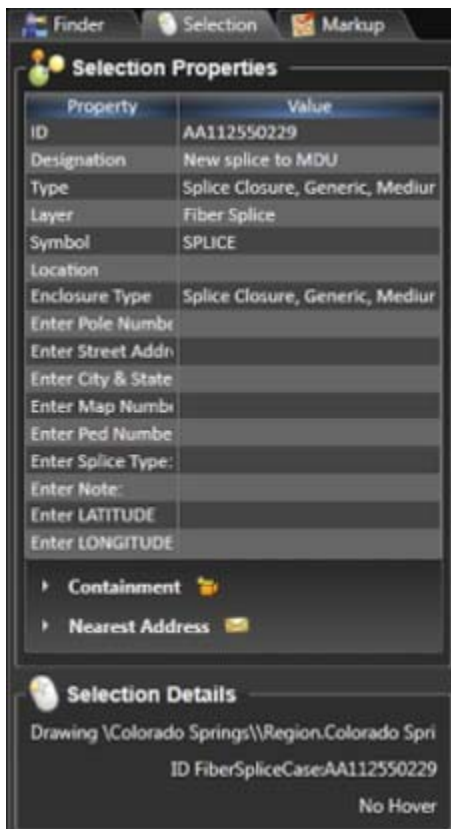 Finder Selection Markup
Selection Properties
Property Value
ID AA112550229
Designation New splice to MDU
Type Splice Closure, Generic, Mediur
Layer Fiber Splice
Symbol SPLICE
Location
Enclosure Type Splice Closure, Generic, Mediur
Enter Pole Numbe
Enter Street Addr
Enter City & State
Enter Map Numb
Enter Ped Numbe
Enter Splice Type:
Enter Note:
Enter LATITUDE
Enter LONGITUDE
Containment
Nearest Address
Selection Details
Drawing \Colorado Springs\\Region.Colorado Spri
ID FiberSpliceCase:AA112550229
No Hover